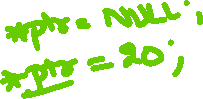 *ptr = NULL;
*ptr = 20;